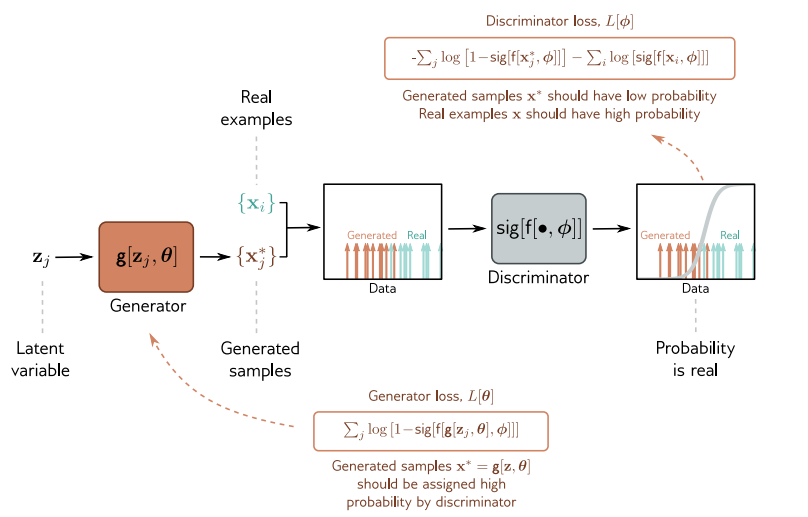 Discriminator loss, L[ϕ]
-∑_j log [1−sig[f[x*_j, ϕ]]] − ∑_i log [sig[f[x_i, ϕ]]]
Generated samples x* should have low probability
Real examples x should have high probability
Real
examples
{x_i}
Generated Real
Data
z_j
g[z_j, θ]
Generator
{x*_j}
sig[f[•, ϕ]]
Discriminator
Generated Real
Data
Latent
variable
Generated
samples
Probability
is real
Generator loss, L[θ]
∑_j log [1−sig[f[g[z_j, θ], ϕ]]]
Generated samples x* = g[z, θ]
should be assigned high
probability by discriminator